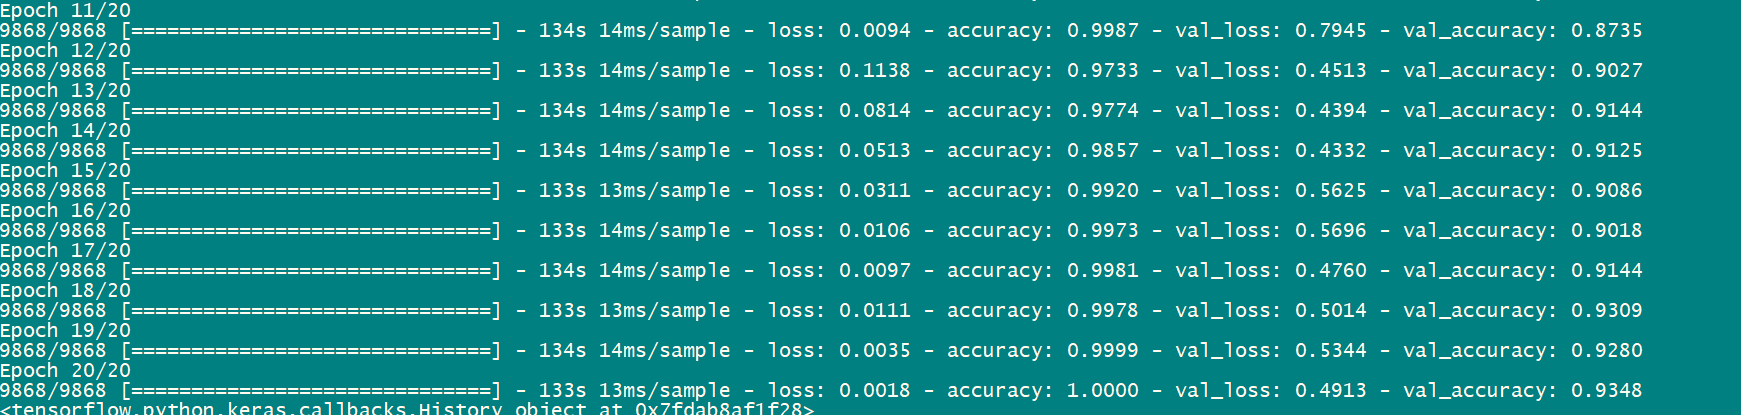 Epoch 11/20
9868/9868 [==============================] - 134s 14ms/sample - loss: 0.0094 - accuracy: 0.9987 - val_loss: 0.7945 - val_accuracy: 0.8735
Epoch 12/20
9868/9868 [==============================] - 133s 14ms/sample - loss: 0.1138 - accuracy: 0.9733 - val_loss: 0.4513 - val_accuracy: 0.9027
Epoch 13/20
9868/9868 [==============================] - 134s 14ms/sample - loss: 0.0814 - accuracy: 0.9774 - val_loss: 0.4394 - val_accuracy: 0.9144
Epoch 14/20
9868/9868 [==============================] - 134s 14ms/sample - loss: 0.0513 - accuracy: 0.9857 - val_loss: 0.4332 - val_accuracy: 0.9125
Epoch 15/20
9868/9868 [==============================] - 133s 13ms/sample - loss: 0.0311 - accuracy: 0.9920 - val_loss: 0.5625 - val_accuracy: 0.9086
Epoch 16/20
9868/9868 [==============================] - 133s 14ms/sample - loss: 0.0106 - accuracy: 0.9973 - val_loss: 0.5696 - val_accuracy: 0.9018
Epoch 17/20
9868/9868 [==============================] - 134s 14ms/sample - loss: 0.0097 - accuracy: 0.9981 - val_loss: 0.4760 - val_accuracy: 0.9144
Epoch 18/20
9868/9868 [==============================] - 133s 13ms/sample - loss: 0.0111 - accuracy: 0.9978 - val_loss: 0.5014 - val_accuracy: 0.9309
Epoch 19/20
9868/9868 [==============================] - 134s 14ms/sample - loss: 0.0035 - accuracy: 0.9999 - val_loss: 0.5344 - val_accuracy: 0.9280
Epoch 20/20
9868/9868 [==============================] - 133s 13ms/sample - loss: 0.0018 - accuracy: 1.0000 - val_loss: 0.4913 - val_accuracy: 0.9348
<tensorflow.python.keras.callbacks.History object at 0x7fdab8af1f28>